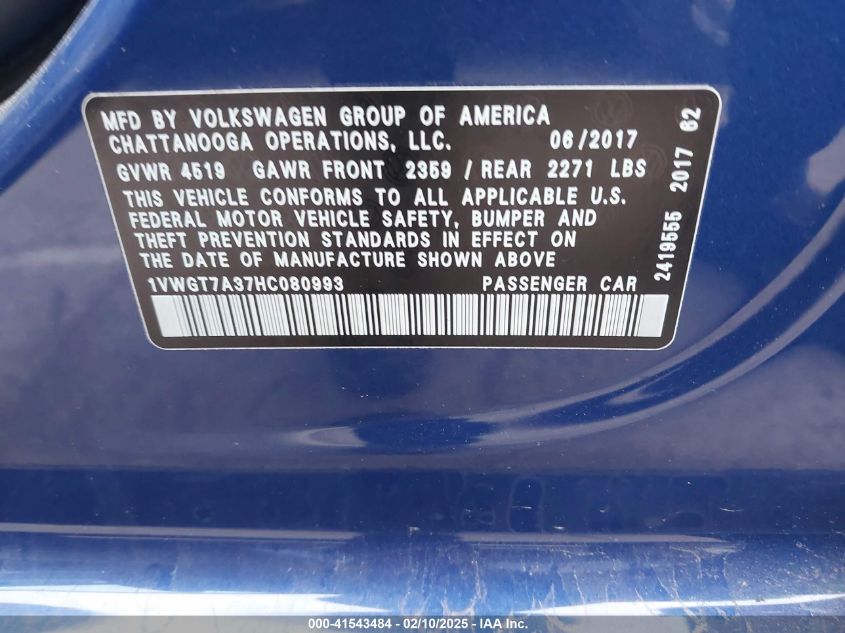 MFD BY VOLKSWAGEN GROUP OF AMERICA
CHATTANOOGA OPERATIONS, LLC. 06/2017
GVWR 4519 GAWR FRONT 2359 / REAR 2271 LBS
THIS VEHICLE CONFORMS TO ALL APPLICABLE U.S.
FEDERAL MOTOR VEHICLE SAFETY, BUMPER AND
THEFT PREVENTION STANDARDS IN EFFECT ON
THE DATE OF MANUFACTURE SHOWN ABOVE
1VWGT7A37HC080993 PASSENGER CAR
2419555 2017 62
000-41543484 - 02/10/2025 - IAA Inc.